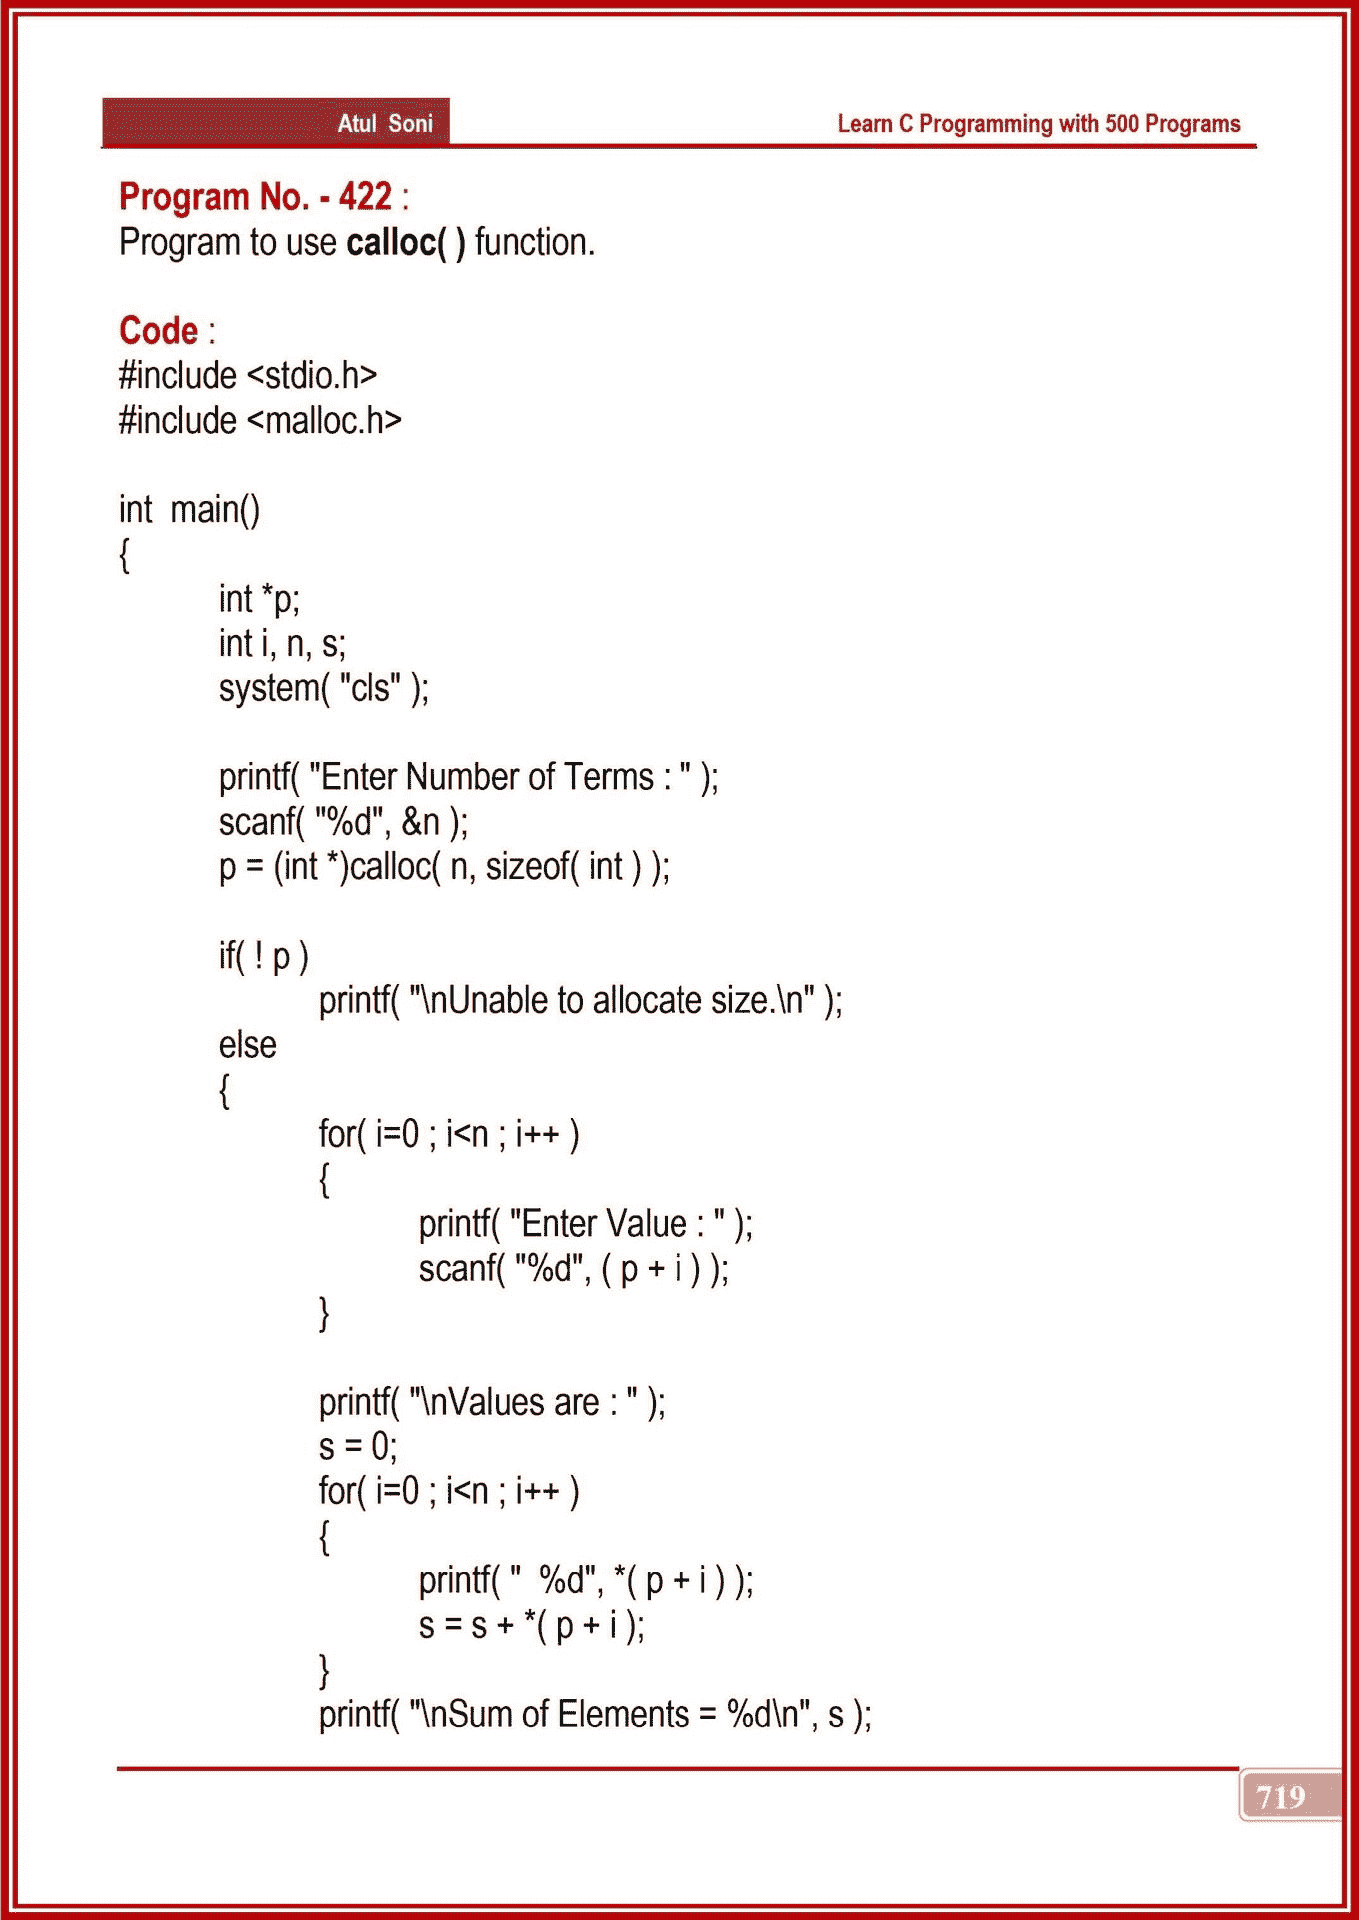 Atul  Soni
Learn C Programming with 500 Programs
Program No. - 422 :
Program to use calloc( ) function.
Code :
#include <stdio.h>
#include <malloc.h>
int  main()
{
int *p;
int i, n, s;
system( "cls" );
printf( "Enter Number of Terms : " );
scanf( "%d", &n );
p = (int *)calloc( n, sizeof( int ) );
if( ! p )
printf( "\nUnable to allocate size.\n" );
else
{
for( i=0 ; i<n ; i++ )
{
printf( "Enter Value : " );
scanf( "%d", ( p + i ) );
}
printf( "\nValues are : " );
s = 0;
for( i=0 ; i<n ; i++ )
{
printf( "  %d", *( p + i ) );
s = s + *( p + i );
}
printf( "\nSum of Elements = %d\n", s );
719